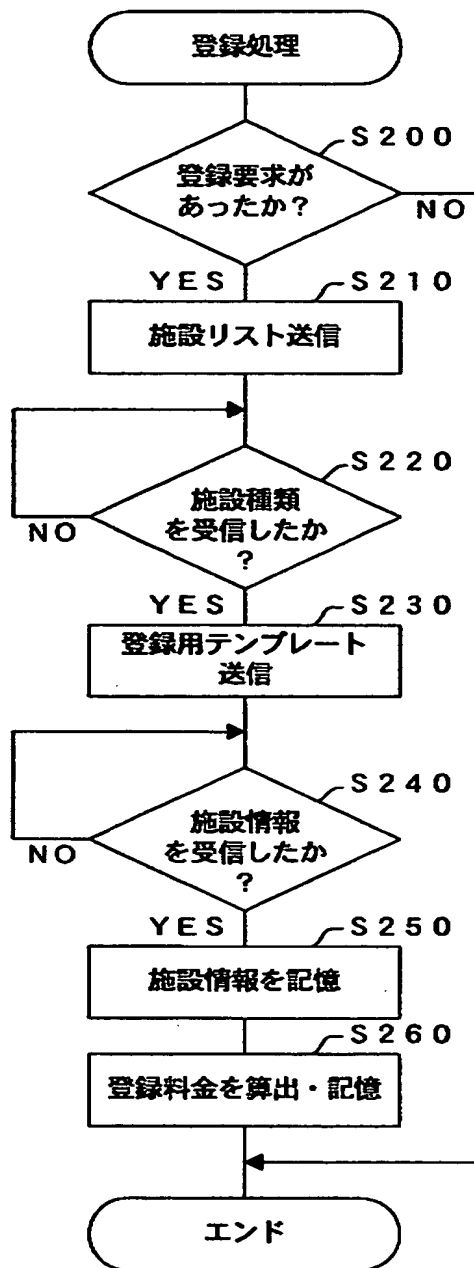 登録処理
S200
登録要求が
あったか？
NO
YES
S210
施設リスト送信
S220
施設種類
を受信したか
？
NO
YES
S230
登録用テンプレート
送信
S240
施設情報
を受信したか
？
NO
YES
S250
施設情報を記憶
S260
登録料金を算出・記憶
エンド